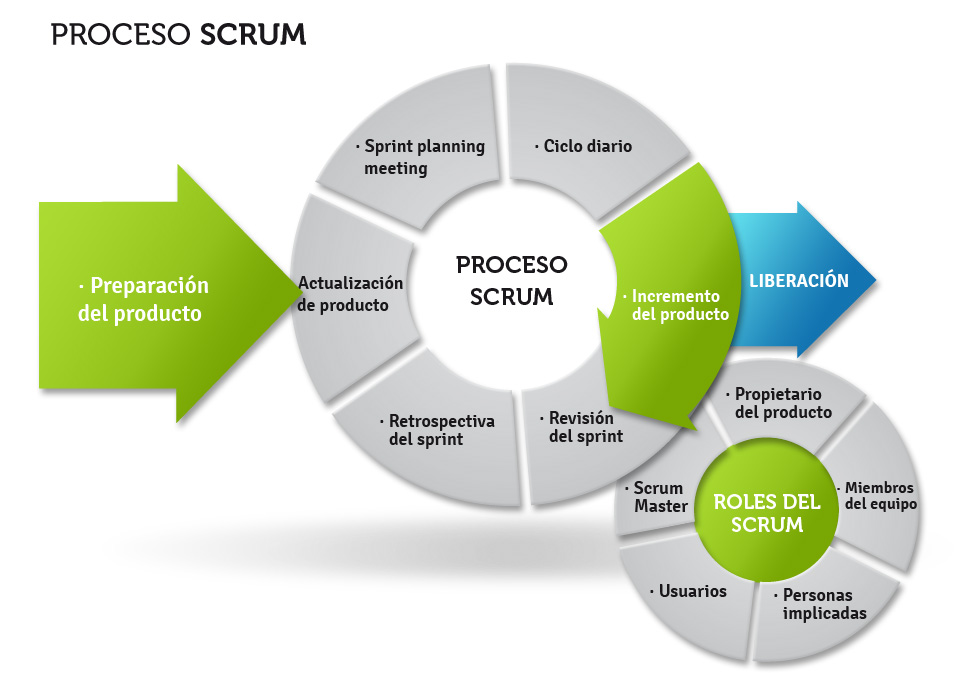 PROCESO SCRUM
· Sprint planning
meeting
· Ciclo diario
· Preparación
del producto
Actualización
de producto
PROCESO
SCRUM
· Incremento
del producto
LIBERACIÓN
· Retrospectiva
del sprint
· Revisión
del sprint
· Propietario
del producto
· Scrum
Master
ROLES DEL
SCRUM
· Miembros
del equipo
· Usuarios
· Personas
implicadas